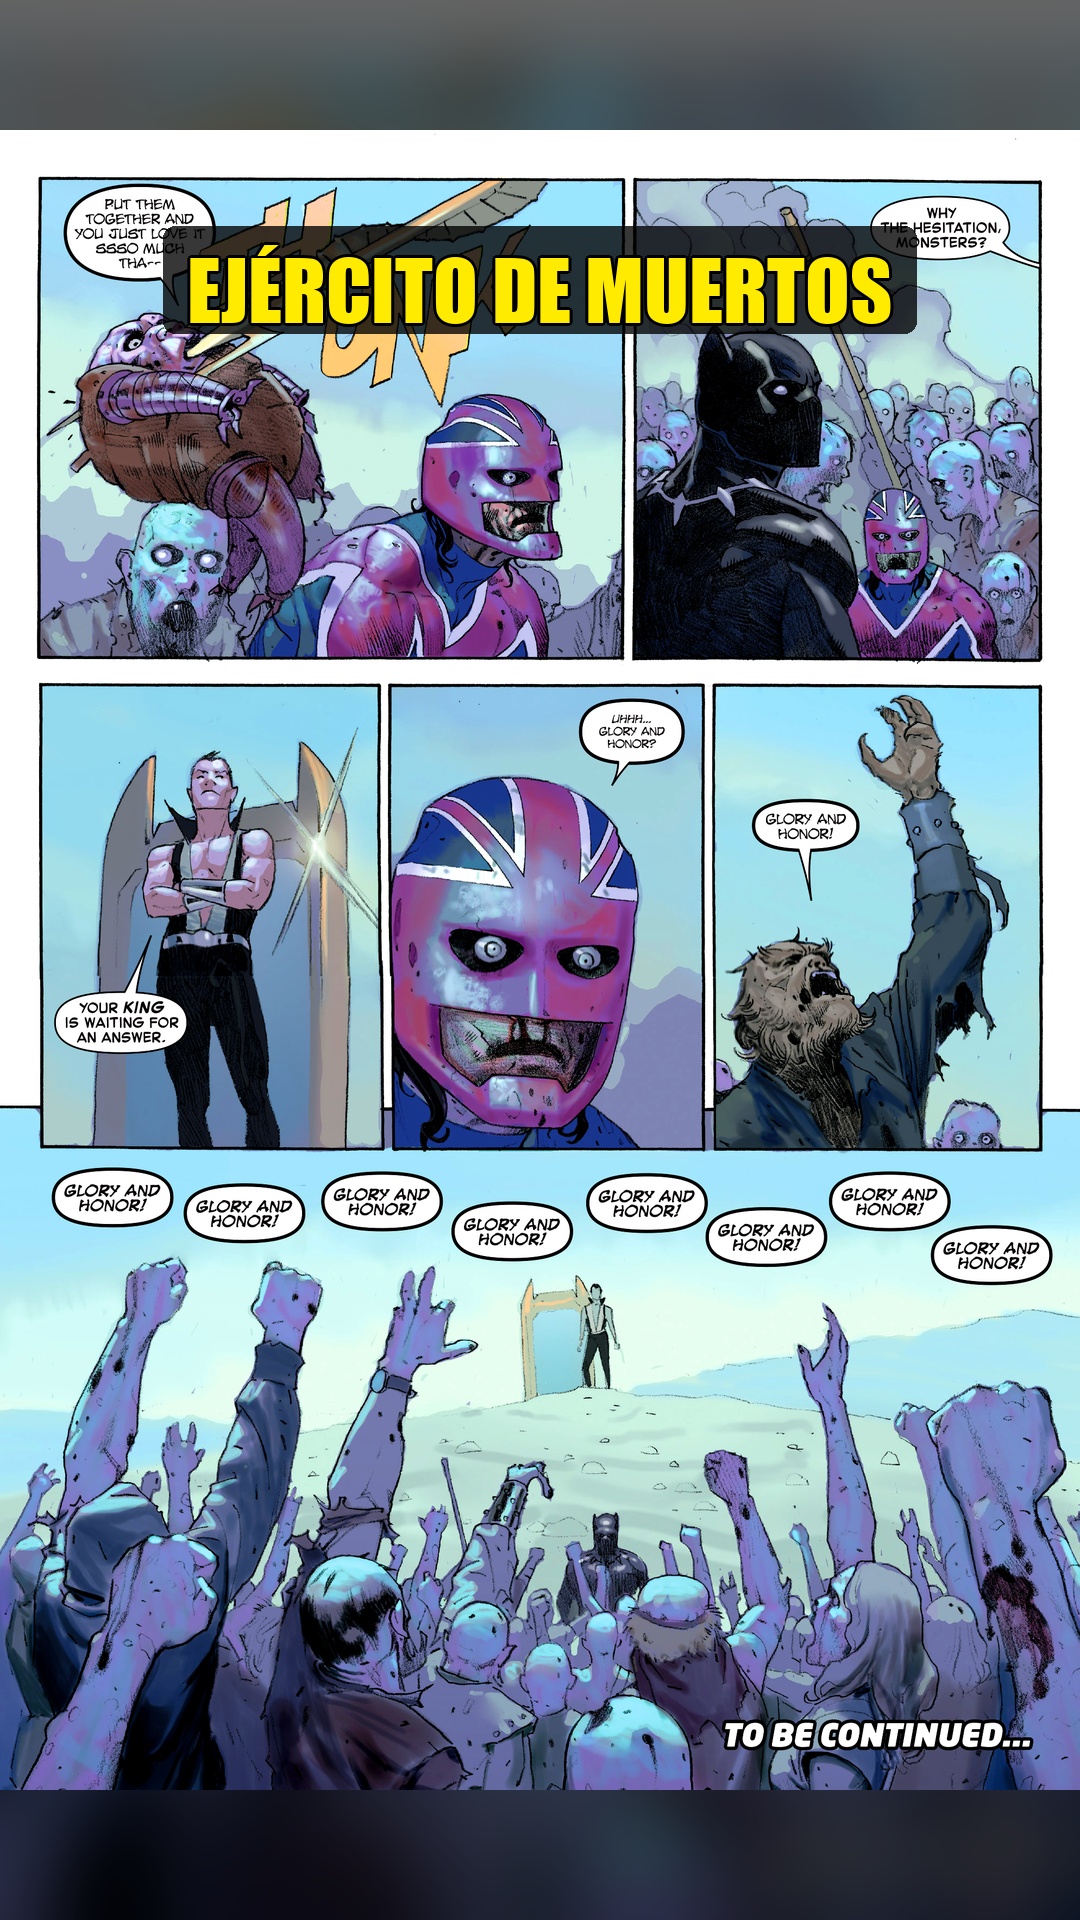 PUT THEM
TOGETHER AND
YOU JUST LOVE IT
SSSO MUCH
THA--
EJÉRCITO DE MUERTOS
WHY
THE HESITATION,
MONSTERS?
YOUR KING
IS WAITING FOR
AN ANSWER.
UHHH...
GLORY AND
HONOR?
GLORY AND
HONOR!
GLORY AND
HONOR!
GLORY AND
HONOR!
GLORY AND
HONOR!
GLORY AND
HONOR!
GLORY AND
HONOR!
GLORY AND
HONOR!
GLORY AND
HONOR!
GLORY AND
HONOR!
TO BE CONTINUED...